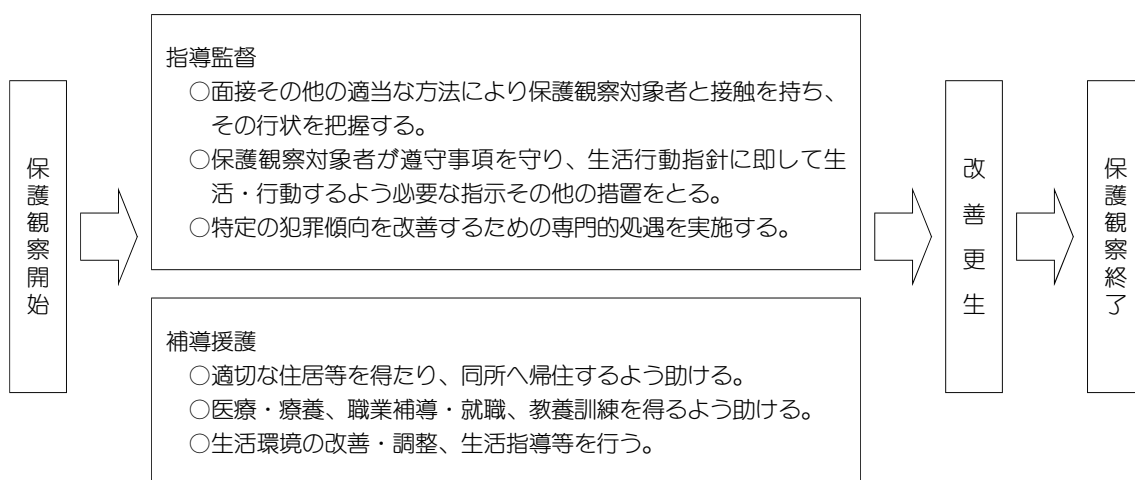 保護観察開始
指導監督
○面接その他の適当な方法により保護観察対象者と接触を持ち、
その行状を把握する。
○保護観察対象者が遵守事項を守り、生活行動指針に即して生
活・行動するよう必要な指示その他の措置をとる。
○特定の犯罪傾向を改善するための専門的処遇を実施する。
補導援護
○適切な住居等を得たり、同所へ帰住するよう助ける。
○医療・療養、職業補導・就職、教養訓練を得るよう助ける。
○生活環境の改善・調整、生活指導等を行う。
改善更生
保護観察終了